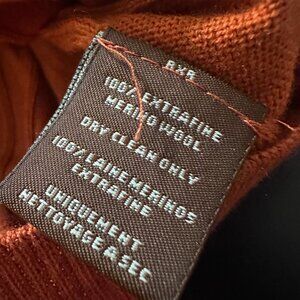 100% EXTRAFINE
MERINO WOOL
DRY CLEAN ONLY
100% LAINE MERINOS
EXTRAFINE
UNIQUEMENT
NETTOYAGE A SEC